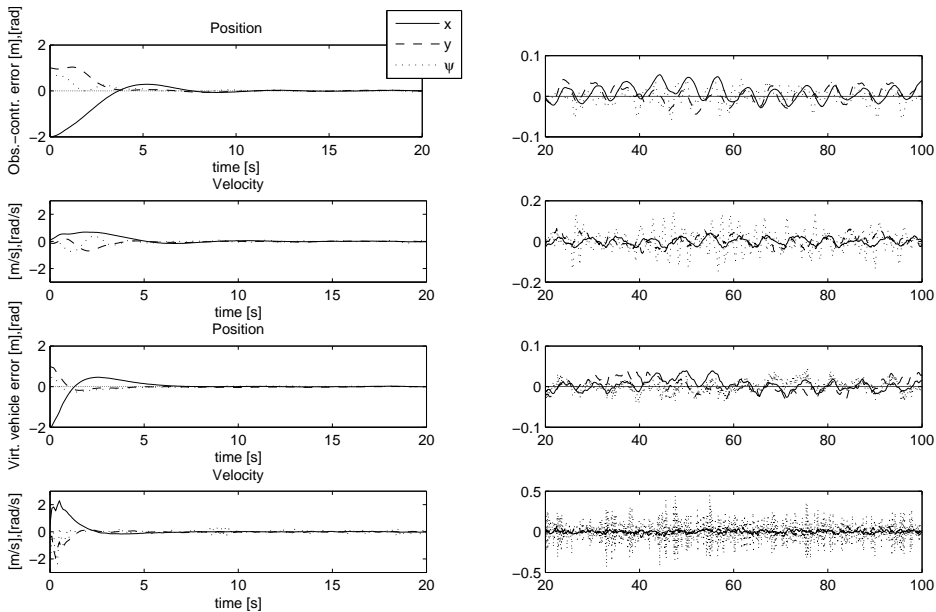 Position
x
y
ψ
Obs.−contr. error [m],[rad]
2
0
−2
0 5 10 15 20
time [s]
0.1
0
−0.1
20 40 60 80 100
Velocity
[m/s],[rad/s]
2
0
−2
0 5 10 15 20
time [s]
0.2
0
−0.2
20 40 60 80 100
Position
Virt. vehicle error [m],[rad]
2
0
−2
0 5 10 15 20
time [s]
0.1
0
−0.1
20 40 60 80 100
Velocity
[m/s],[rad/s]
2
0
−2
0 5 10 15 20
time [s]
0.5
0
−0.5
20 40 60 80 100